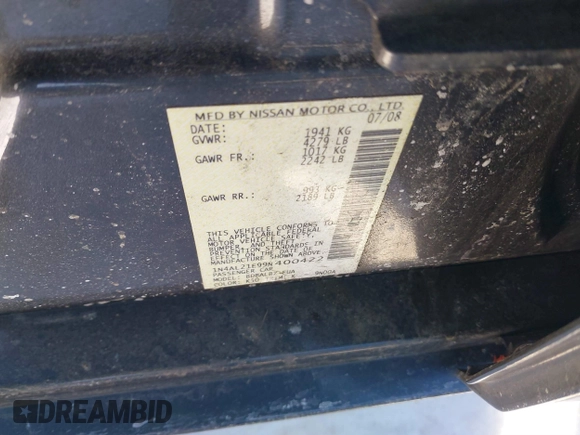 MFD BY NISSAN MOTOR CO., LTD.
DATE: 07/08
GVWR: 1941 KG
4279 LB
GAWR FR.: 1017 KG
2242 LB
GAWR RR.: 993 KG
2189 LB
THIS VEHICLE CONFORMS TO
ALL APPLICABLE FEDERAL
MOTOR VEHICLE SAFETY,
BUMPER, AND THEFT
PREVENTION STANDARDS IN
EFFECT ON THE DATE OF
MANUFACTURE SHOWN ABOVE.
1N4AL21E99N400422
PASSENGER CAR
MODEL:
COLOR:
DREAMBID